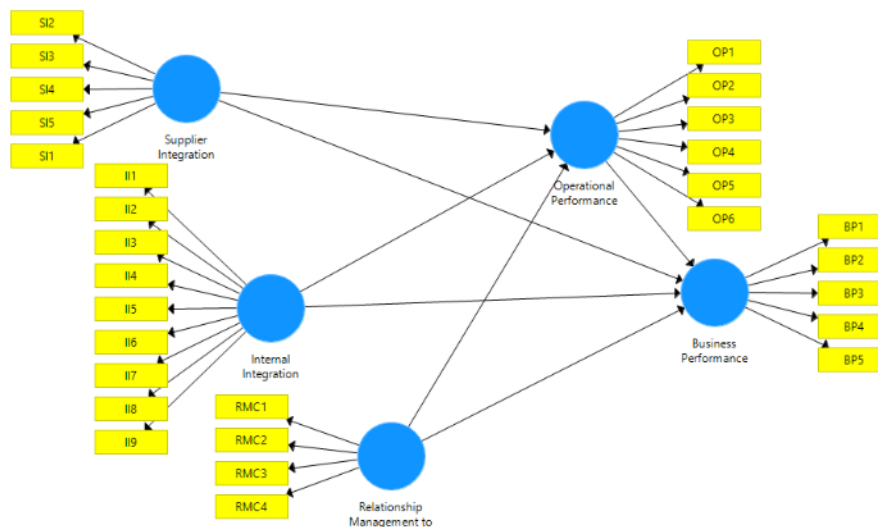 SI2
SI3
SI4
SI5
SI1
Supplier
Integration
II1
II2
II3
II4
II5
II6
II7
II8
II9
Internal
Integration
RMC1
RMC2
RMC3
RMC4
Relationship
Management to
OP1
OP2
OP3
OP4
OP5
OP6
Operational
Performance
BP1
BP2
BP3
BP4
BP5
Business
Performance